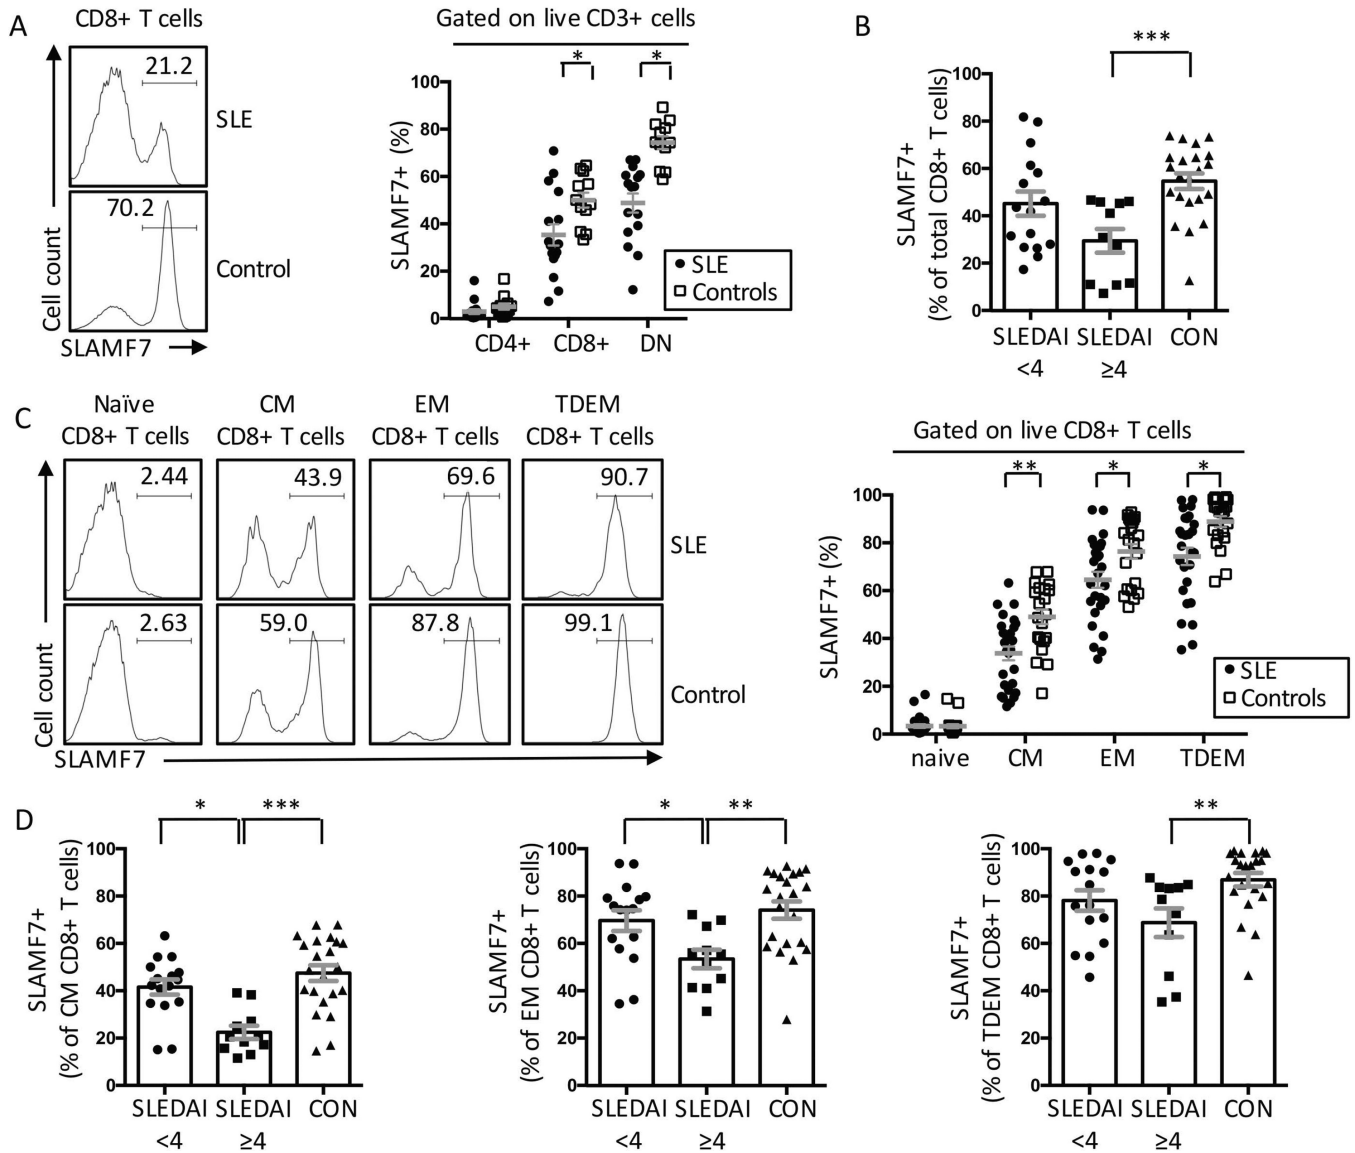 A
CD8+ T cells
21.2
SLE
70.2
Control
Cell count
SLAMF7
Gated on live CD3+ cells
*
*
SLAMF7+ (%)
100
80
60
40
20
0
CD4+
CD8+
DN
SLE
Controls
B
***
SLAMF7+
(% of total CD8+ T cells)
100
80
60
40
20
0
SLEDAI
<4
SLEDAI
≥4
CON
C
Naïve
CD8+ T cells
CM
CD8+ T cells
EM
CD8+ T cells
TDEM
CD8+ T cells
2.44
43.9
69.6
90.7
SLE
2.63
59.0
87.8
99.1
Control
Cell count
SLAMF7
Gated on live CD8+ T cells
**
*
*
SLAMF7+ (%)
100
80
60
40
20
0
naive
CM
EM
TDEM
SLE
Controls
D
*
***
SLAMF7+
(% of CM CD8+ T cells)
100
80
60
40
20
0
SLEDAI
<4
SLEDAI
≥4
CON
*
**
SLAMF7+
(% of EM CD8+ T cells)
100
80
60
40
20
0
SLEDAI
<4
SLEDAI
≥4
CON
**
SLAMF7+
(% of TDEM CD8+ T cells)
100
80
60
40
20
0
SLEDAI
<4
SLEDAI
≥4
CON